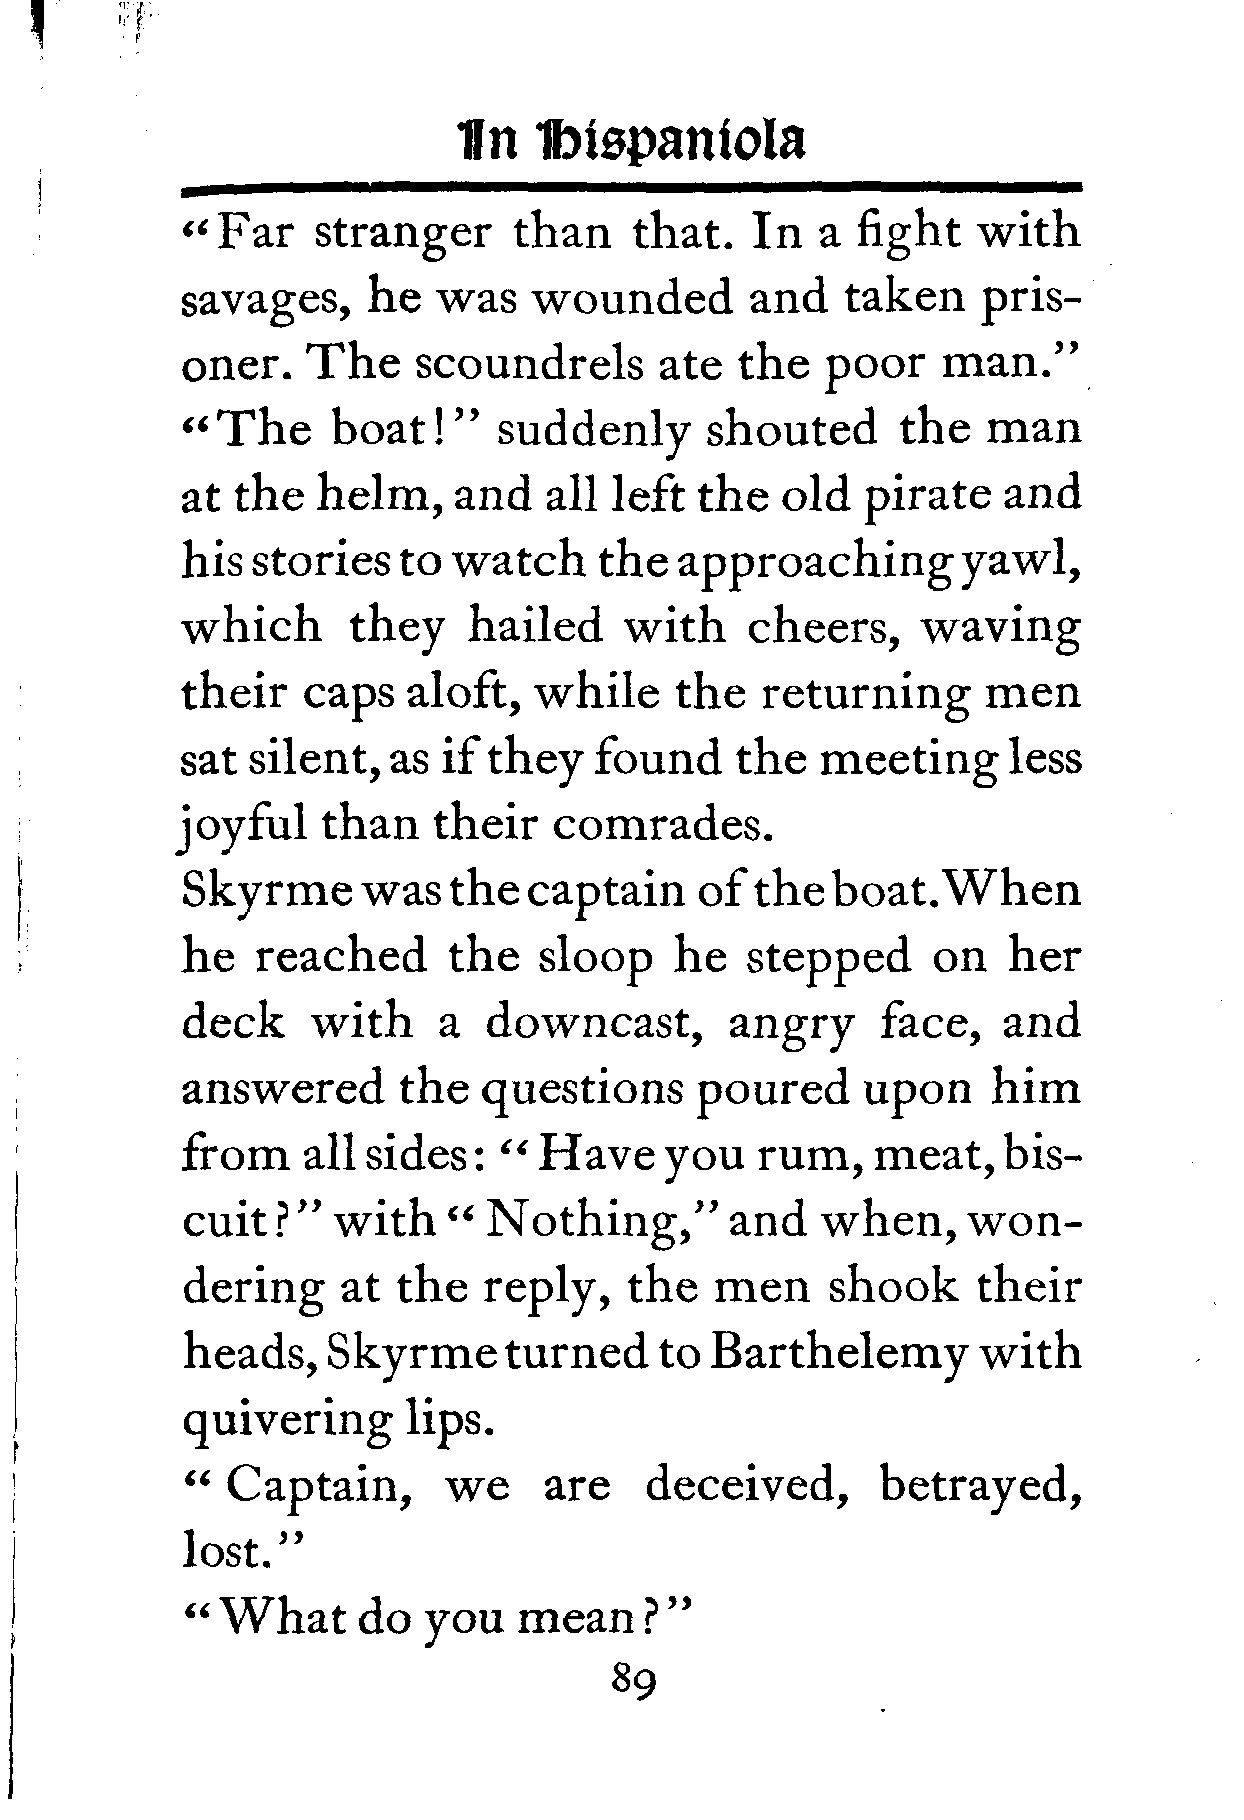 In Hispaniola
“Far stranger than that. In a fight with
savages, he was wounded and taken pris-
oner. The scoundrels ate the poor man.”
“The boat!” suddenly shouted the man
at the helm, and all left the old pirate and
his stories to watch the approaching yawl,
which they hailed with cheers, waving
their caps aloft, while the returning men
sat silent, as if they found the meeting less
joyful than their comrades.
Skyrme was the captain of the boat. When
he reached the sloop he stepped on her
deck with a downcast, angry face, and
answered the questions poured upon him
from all sides: “Have you rum, meat, bis-
cuit?” with “Nothing,” and when, won-
dering at the reply, the men shook their
heads, Skyrme turned to Barthelemy with
quivering lips.
“Captain, we are deceived, betrayed,
lost.”
“What do you mean?”
89